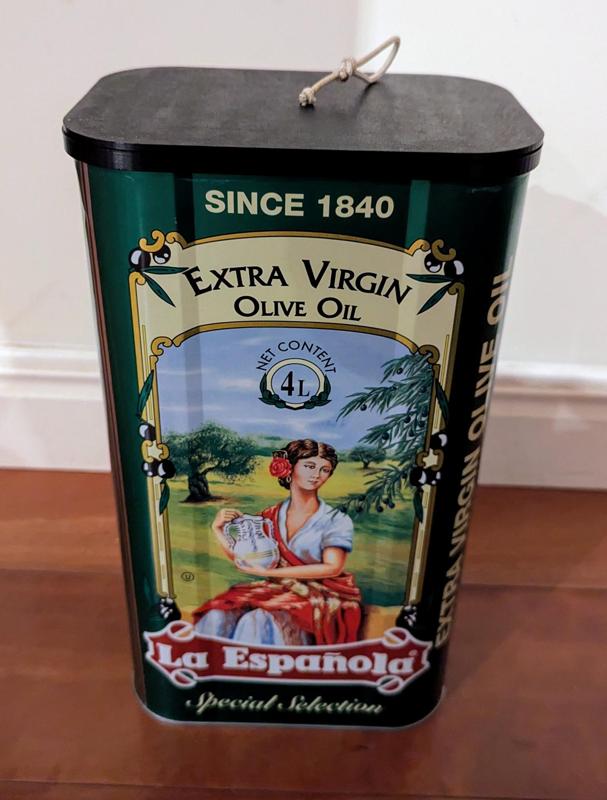 SINCE 1840
EXTRA VIRGIN
OLIVE OIL
NET CONTENT
4L
U
La Española®
Special Selection
EXTRA VIRGIN OLIVE OIL